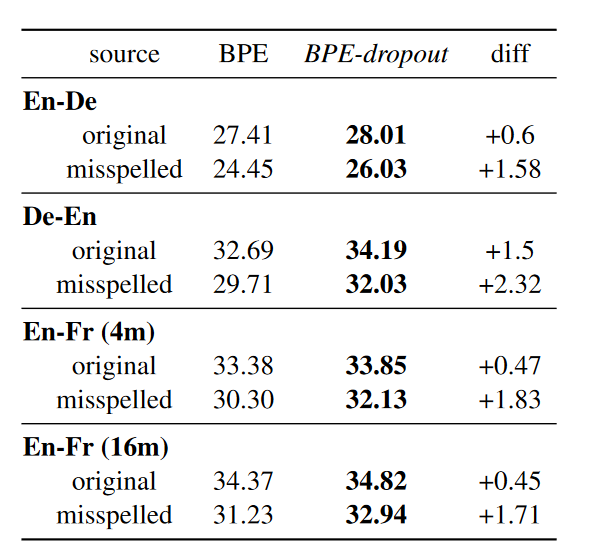 source BPE BPE-dropout diff
En-De
original 27.41 28.01 +0.6
misspelled 24.45 26.03 +1.58
De-En
original 32.69 34.19 +1.5
misspelled 29.71 32.03 +2.32
En-Fr (4m)
original 33.38 33.85 +0.47
misspelled 30.30 32.13 +1.83
En-Fr (16m)
original 34.37 34.82 +0.45
misspelled 31.23 32.94 +1.71